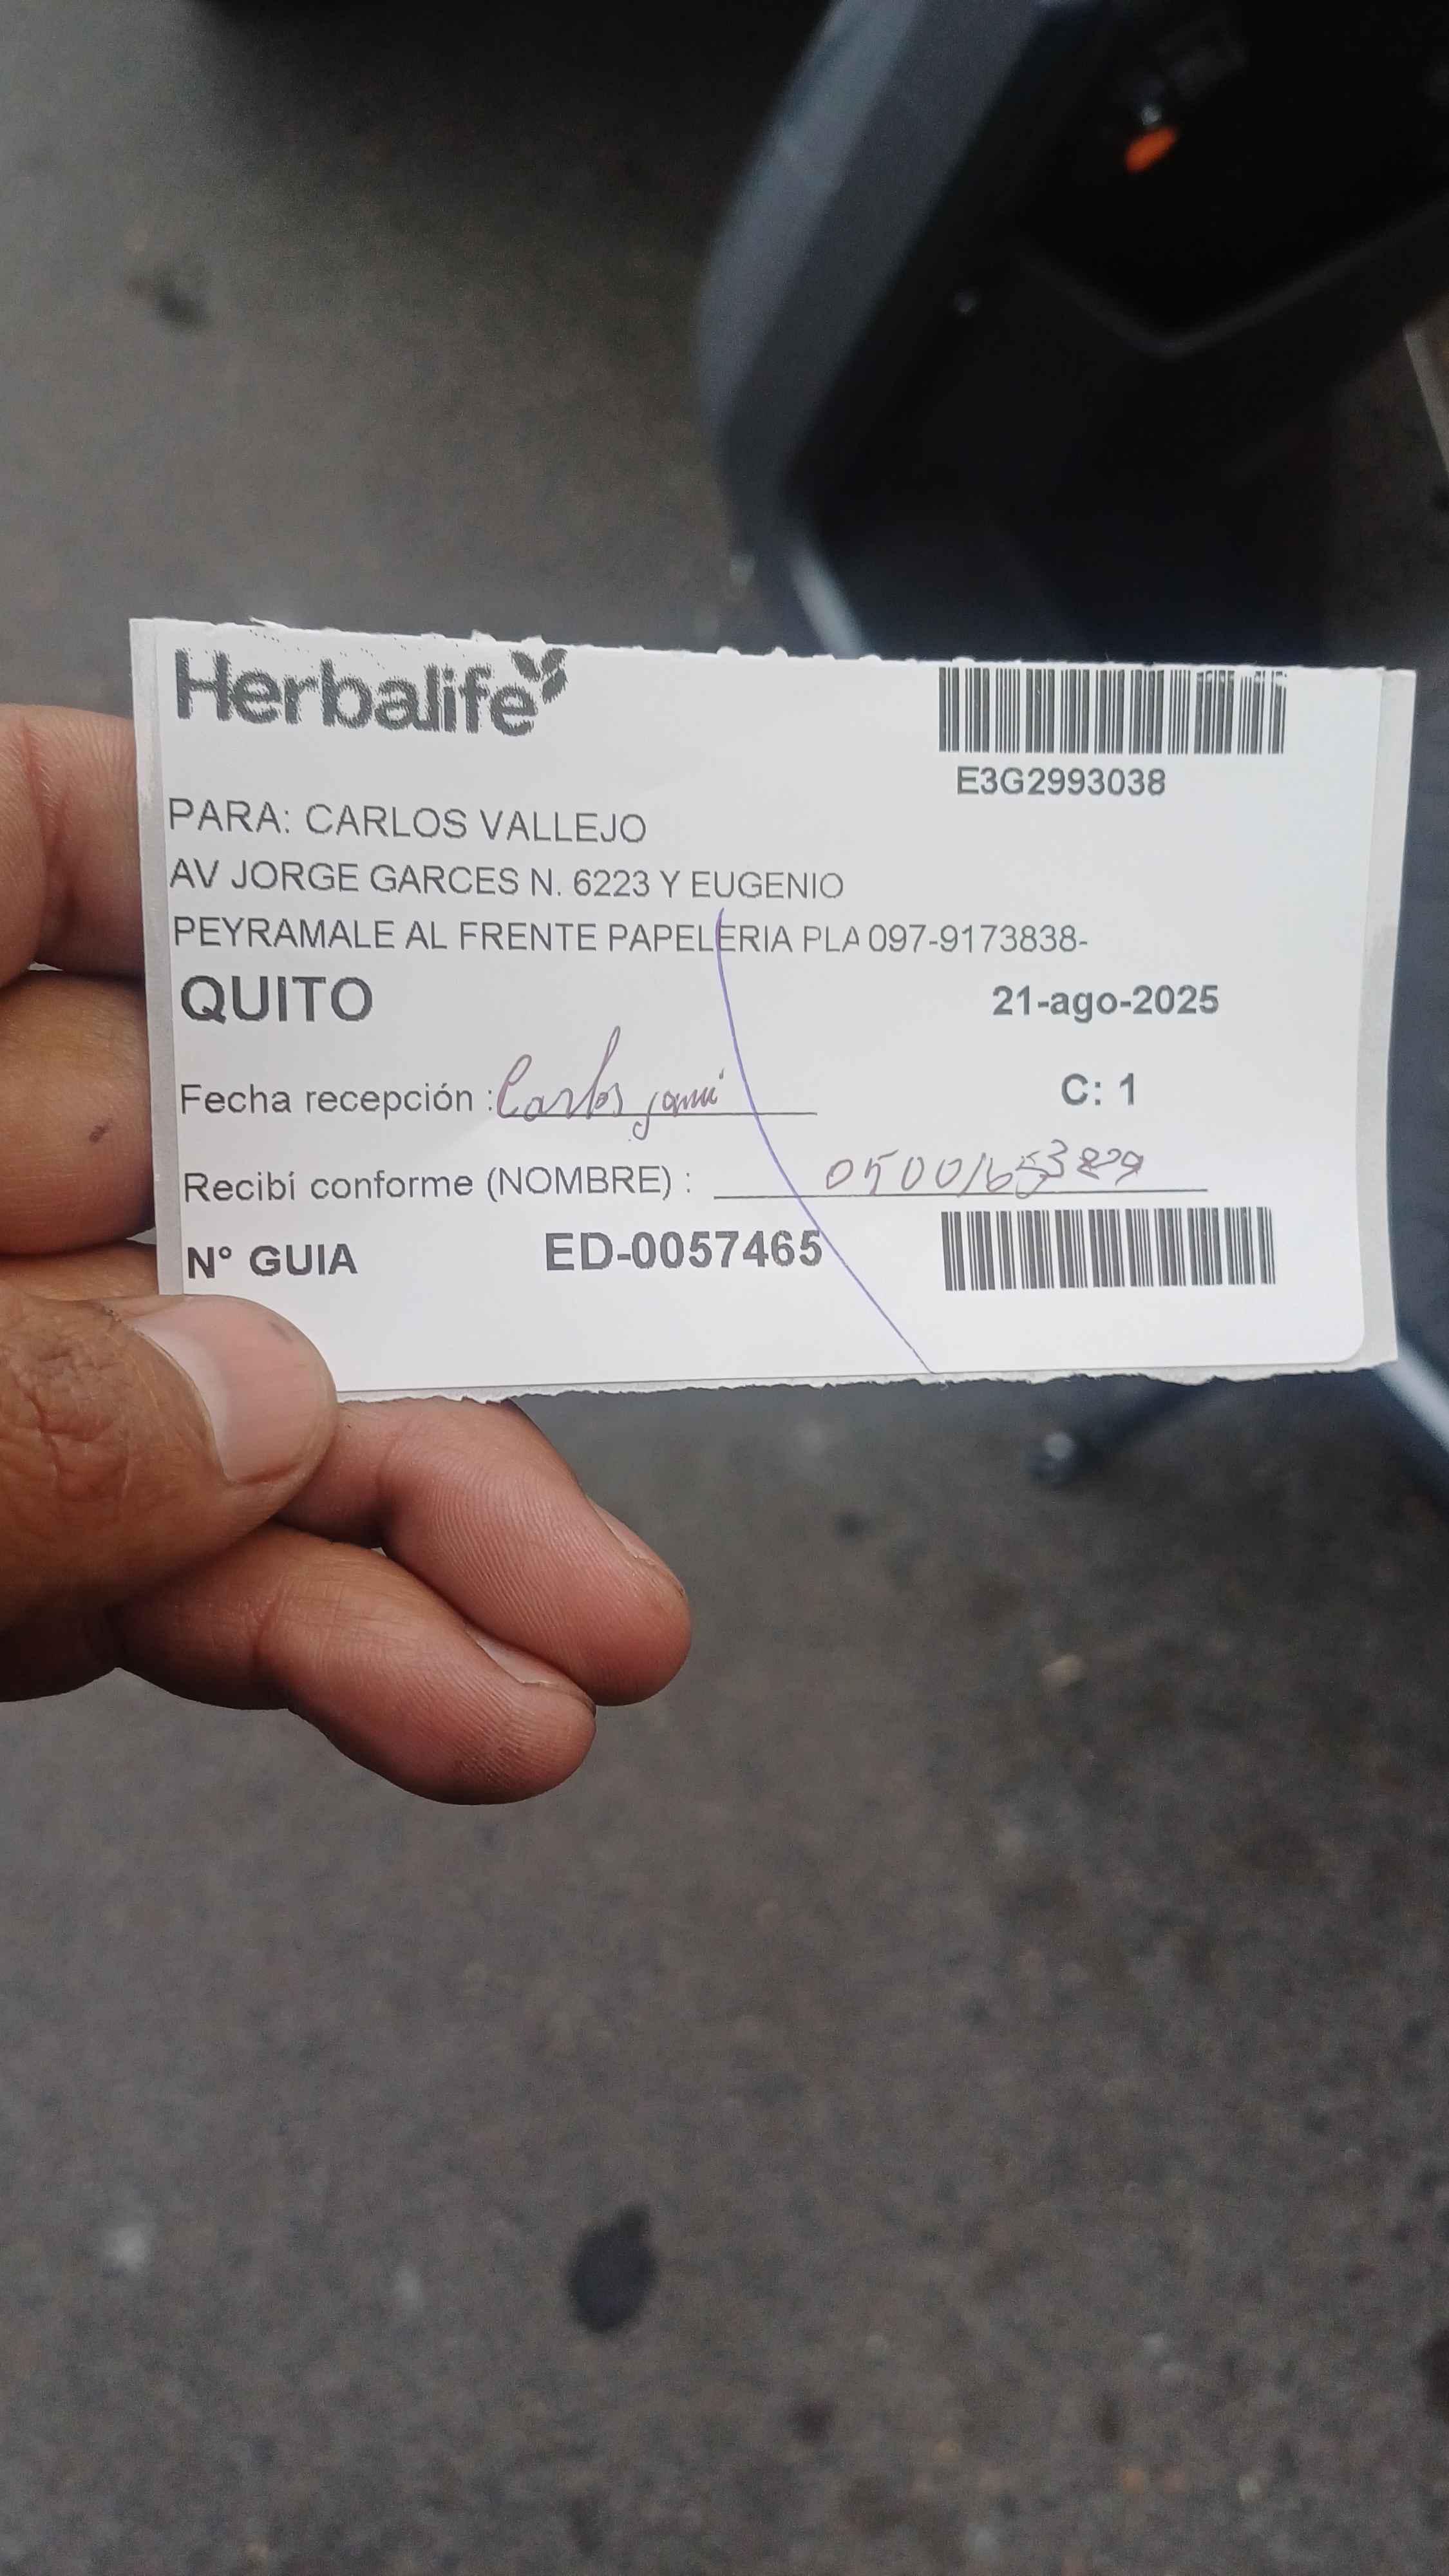 Herbalife
E3G2993038
PARA: CARLOS VALLEJO
AV JORGE GARCES N. 6223 Y EUGENIO
PEYRAMALE AL FRENTE PAPELERIA PLA 097-9173838-
QUITO 21-ago-2025
Fecha recepción : Carlos C: 1
Recibí conforme (NOMBRE) :
N° GUIA ED-0057465